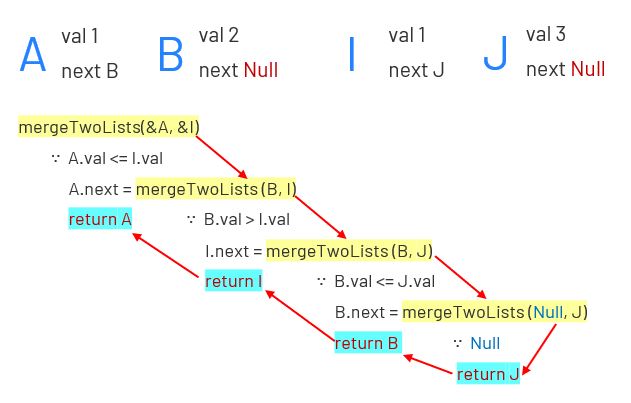 A val 1 next B
B val 2 next Null
I val 1 next J
J val 3 next Null
mergeTwoLists(&A, &I)
∵ A.val <= I.val
A.next = mergeTwoLists (B, I)
return A ∵ B.val > I.val
I.next = mergeTwoLists (B, J)
return I ∵ B.val <= J.val
B.next = mergeTwoLists (Null, J)
return B ∵ Null
return J